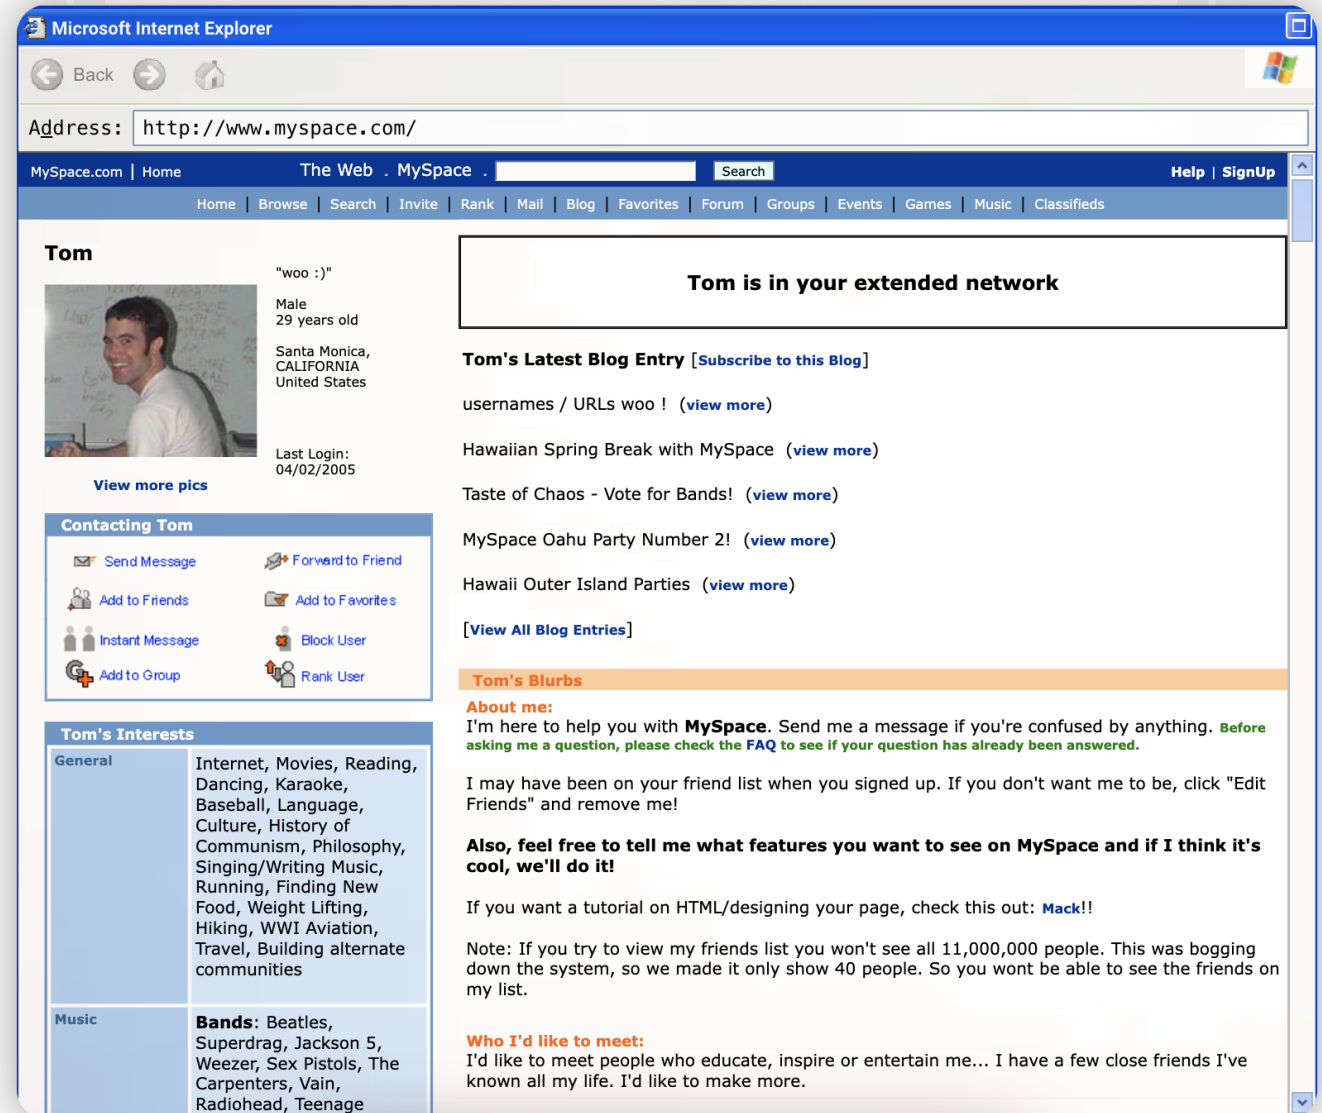 Microsoft Internet Explorer
Back
Address: http://www.myspace.com/
MySpace.com | Home
The Web . MySpace .
Search
Help | SignUp
Home | Browse | Search | Invite | Rank | Mail | Blog | Favorites | Forum | Groups | Events | Games | Music | Classifieds
Tom
"woo :)"
Male
29 years old
Santa Monica,
CALIFORNIA
United States
Last Login:
04/02/2005
View more pics
Contacting Tom
Send Message
Forward to Friend
Add to Friends
Add to Favorites
Instant Message
Block User
Add to Group
Rank User
Tom's Interests
General
Internet, Movies, Reading,
Dancing, Karaoke,
Baseball, Language,
Culture, History of
Communism, Philosophy,
Singing/Writing Music,
Running, Finding New
Food, Weight Lifting,
Hiking, WWI Aviation,
Travel, Building alternate
communities
Music
Bands: Beatles,
Superdrag, Jackson 5,
Weezer, Sex Pistols, The
Carpenters, Vain,
Radiohead, Teenage
Tom is in your extended network
Tom's Latest Blog Entry [Subscribe to this Blog]
usernames / URLs woo ! (view more)
Hawaiian Spring Break with MySpace (view more)
Taste of Chaos - Vote for Bands! (view more)
MySpace Oahu Party Number 2! (view more)
Hawaii Outer Island Parties (view more)
[View All Blog Entries]
Tom's Blurbs
About me:
I'm here to help you with MySpace. Send me a message if you're confused by anything. Before
asking me a question, please check the FAQ to see if your question has already been answered.
I may have been on your friend list when you signed up. If you don't want me to be, click "Edit
Friends" and remove me!
Also, feel free to tell me what features you want to see on MySpace and if I think it's
cool, we'll do it!
If you want a tutorial on HTML/designing your page, check this out: Mack!!
Note: If you try to view my friends list you won't see all 11,000,000 people. This was bogging
down the system, so we made it only show 40 people. So you wont be able to see the friends on
my list.
Who I'd like to meet:
I'd like to meet people who educate, inspire or entertain me... I have a few close friends I've
known all my life. I'd like to make more.